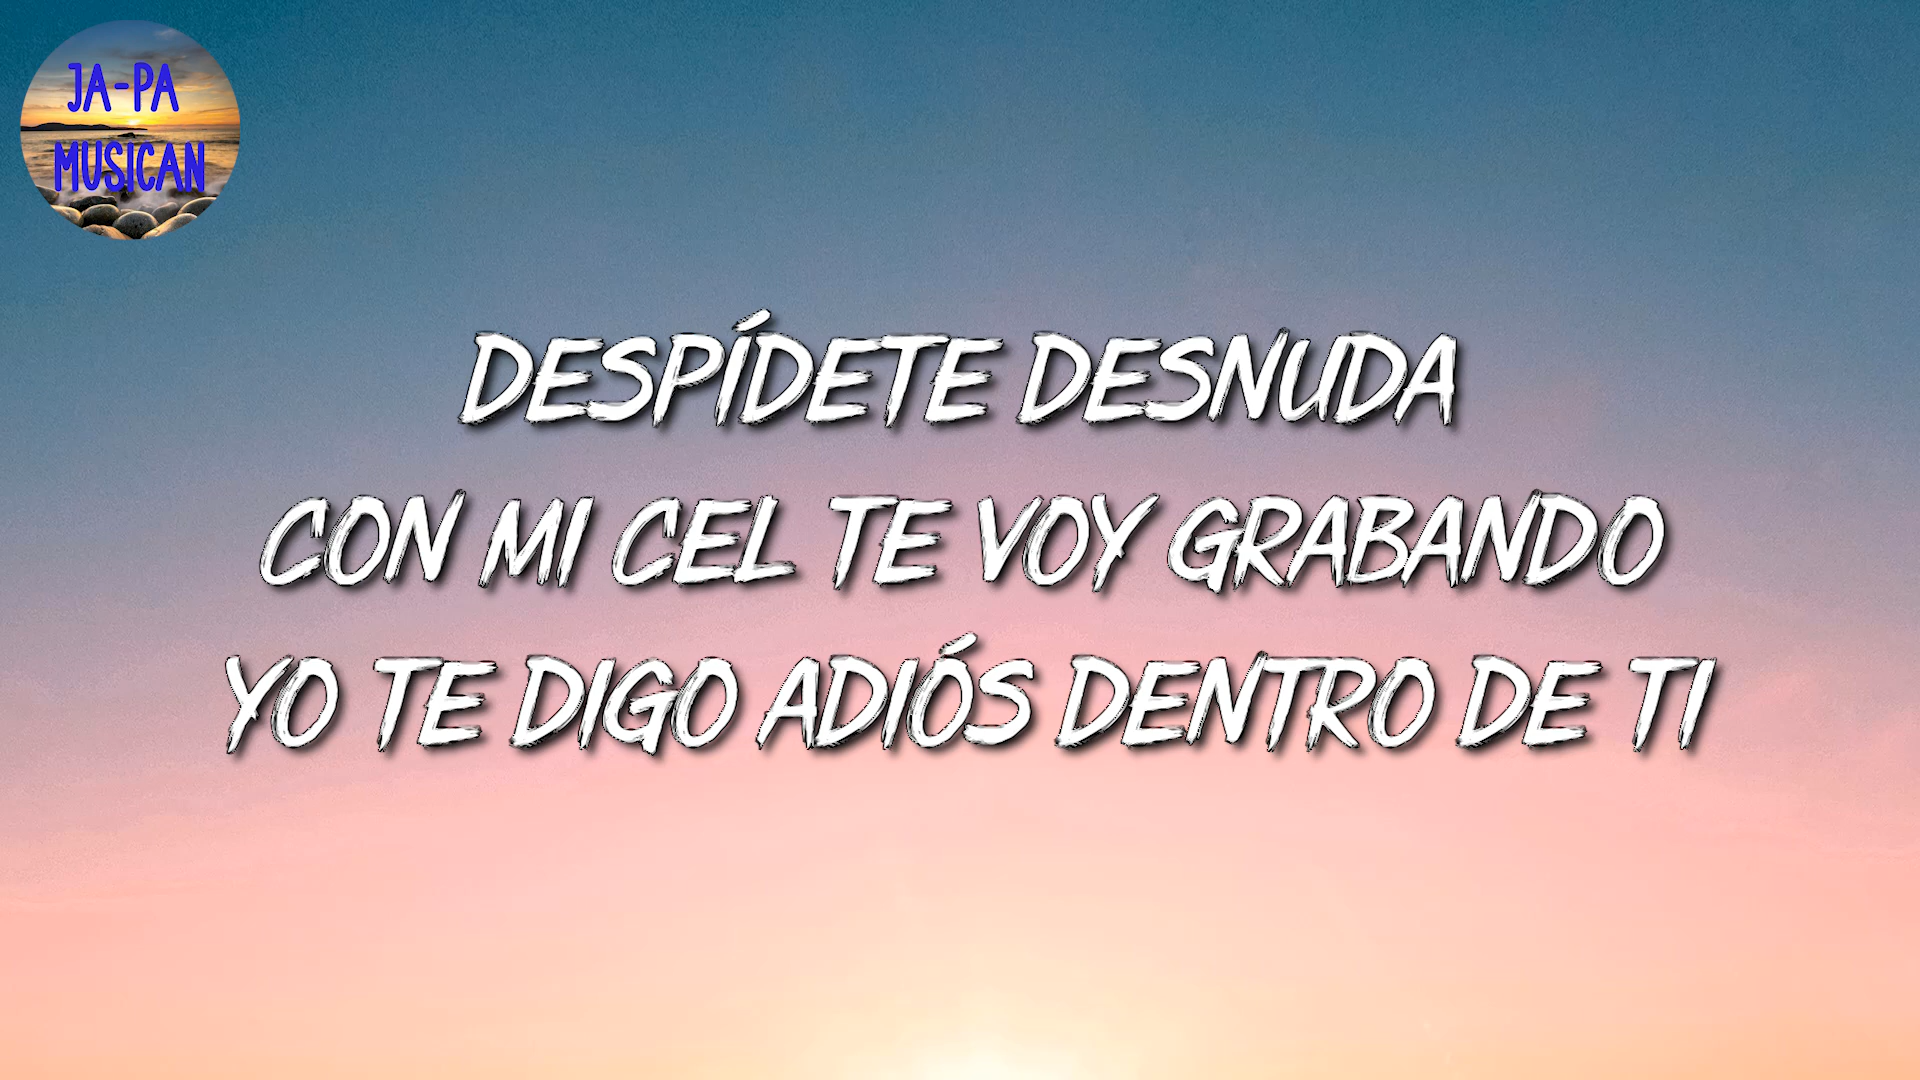 JA-PA
MUSICAN
DESPÍDETE DESNUDA
CON MI CEL TE VOY GRABANDO
YO TE DIGO ADIÓS DENTRO DE TI